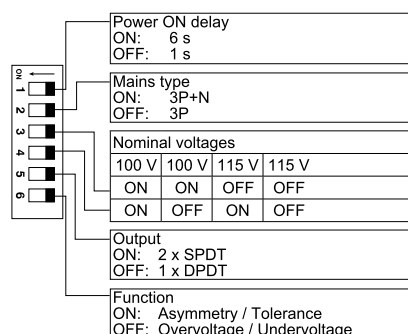 Power ON delay
ON: 6 s
OFF: 1 s
ON
1
2
3
4
5
6
Mains type
ON: 3P+N
OFF: 3P
Nominal voltages
100 V 100 V 115 V 115 V
ON ON OFF OFF
ON OFF ON OFF
Output
ON: 2 x SPDT
OFF: 1 x DPDT
Function
ON: Asymmetry / Tolerance
OFF: Overvoltage / Undervoltage